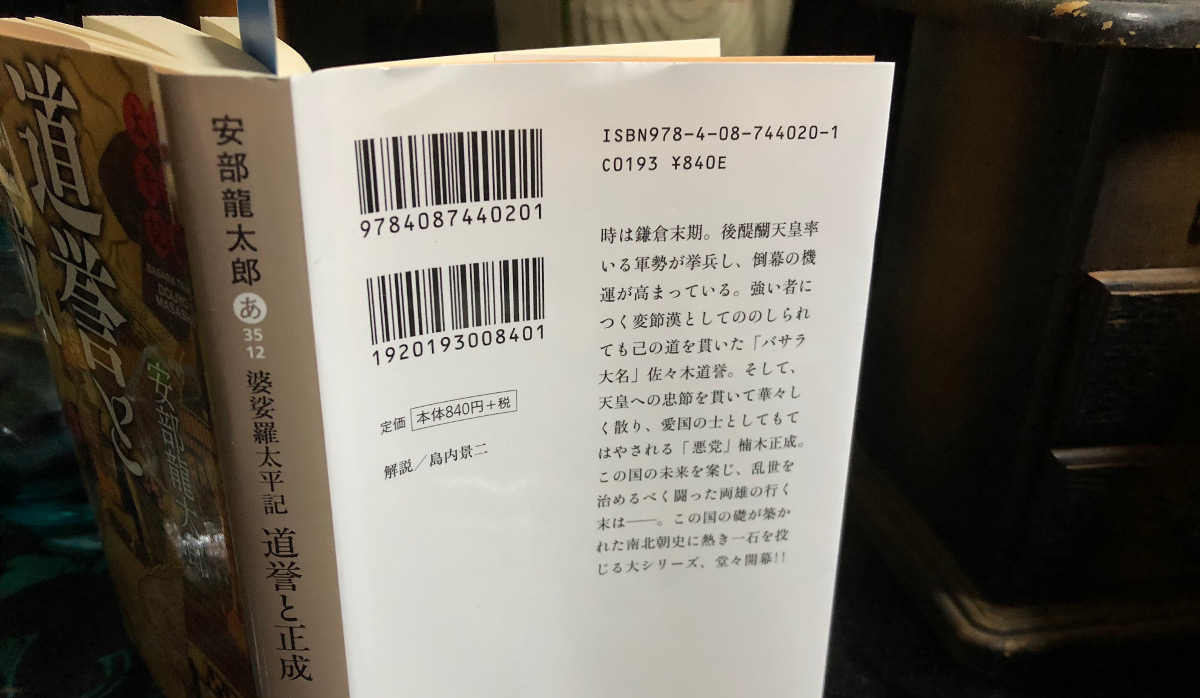 道誉と
安部龍太
安部龍太郎
あ
35
12
婆娑羅太平記
道誉と正成
9784087440201
1920193008401
定価 本体840円+税
解説/島内景二
ISBN978-4-08-744020-1
C0193 ¥840E
時は鎌倉末期。後醍醐天皇率
いる軍勢が挙兵し、倒幕の機
運が高まっている。強い者に
つく変節漢としてののしられ
ても己の道を貫いた「バサラ
大名」佐々木道誉。そして、
天皇への忠節を貫いて華々し
く散り、愛国の士としてもて
はやされる「悪党」楠木正成。
この国の未来を案じ、乱世を
治めるべく闘った両雄の行く
末は――。この国の礎が築か
れた南北朝史に熱き一石を投
じる大シリーズ、堂々開幕!!